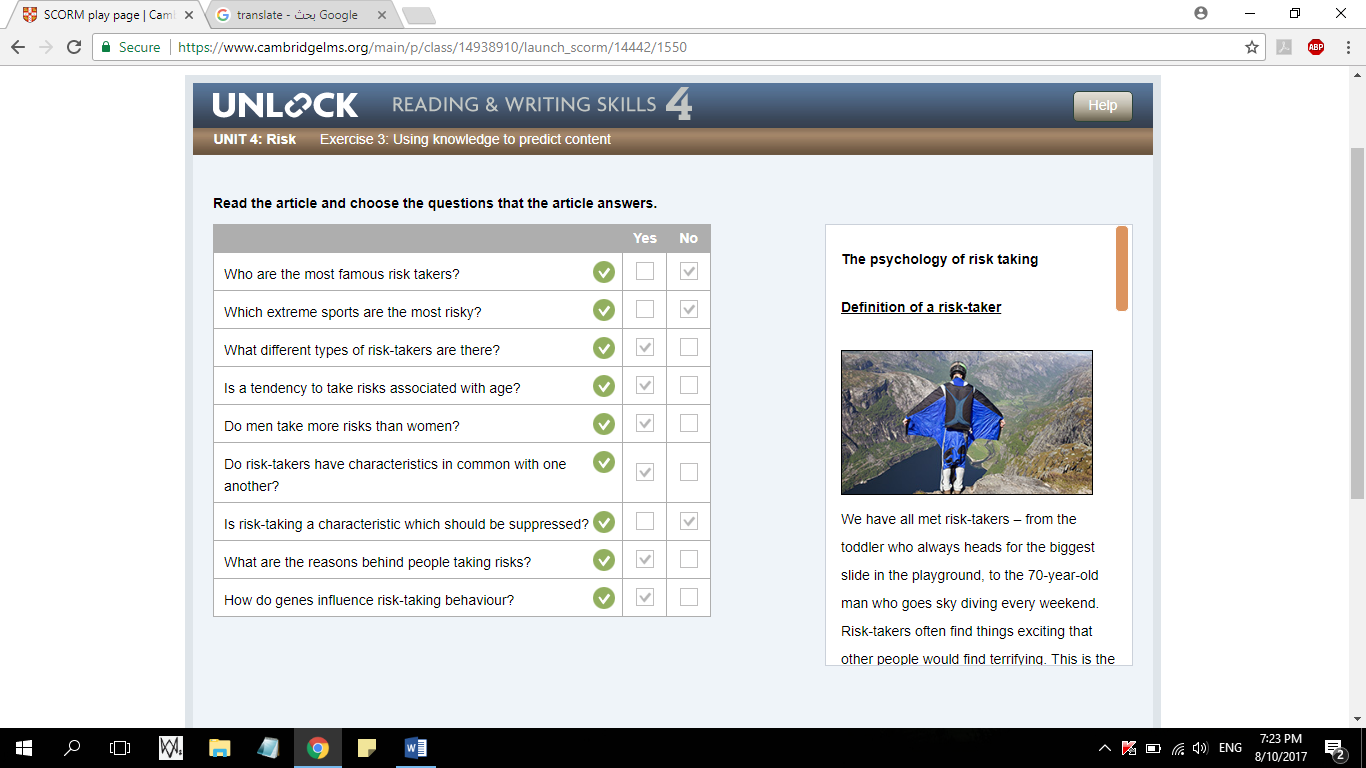 SCORM play page | Cam
translate - بحث Google
Secure
https://www.cambridgelms.org/main/p/class/14938910/launch_scorm/14442/1550
ABP
UNLOCK READING & WRITING SKILLS 4
Help
UNIT 4: Risk Exercise 3: Using knowledge to predict content
Read the article and choose the questions that the article answers.
Yes No
Who are the most famous risk takers?
Which extreme sports are the most risky?
What different types of risk-takers are there?
Is a tendency to take risks associated with age?
Do men take more risks than women?
Do risk-takers have characteristics in common with one
another?
Is risk-taking a characteristic which should be suppressed?
What are the reasons behind people taking risks?
How do genes influence risk-taking behaviour?
The psychology of risk taking
Definition of a risk-taker
We have all met risk-takers – from the
toddler who always heads for the biggest
slide in the playground, to the 70-year-old
man who goes sky diving every weekend.
Risk-takers often find things exciting that
other people would find terrifying. This is the
ENG
7:23 PM
8/10/2017
2